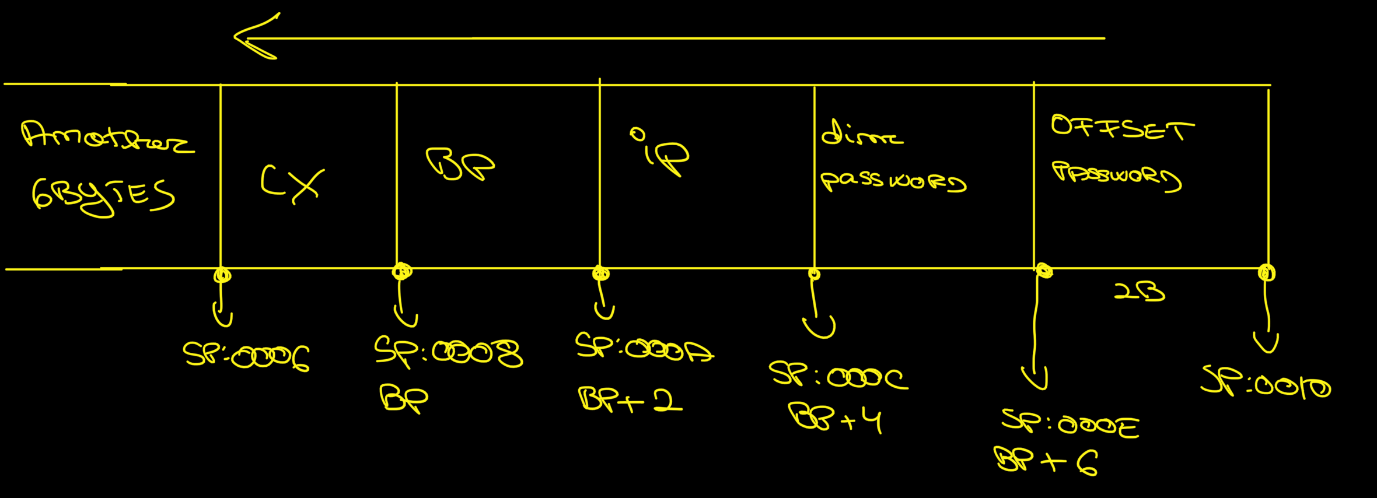 Another
6BYTES
CX
BP
iP
dim
password
OFFSET
PASSWORD
2B
SP:0006
SP:0008
BP
SP:000A
BP+2
SP:000C
BP+4
SP:000E
BP+6
SP:0010